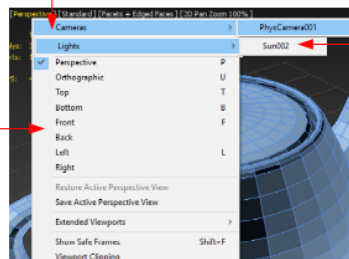 [Perspective] [Standard] [Facets + Edged Faces] [2D Pan Zoom 100%]
Cameras > PhysCamera001
Lights > Sun002
Perspective P
Orthographic U
Top T
Bottom B
Front F
Back
Left L
Right
Restore Active Perspective View
Save Active Perspective View
Extended Viewports >
Show Safe Frames Shift+F
Viewport Clipping